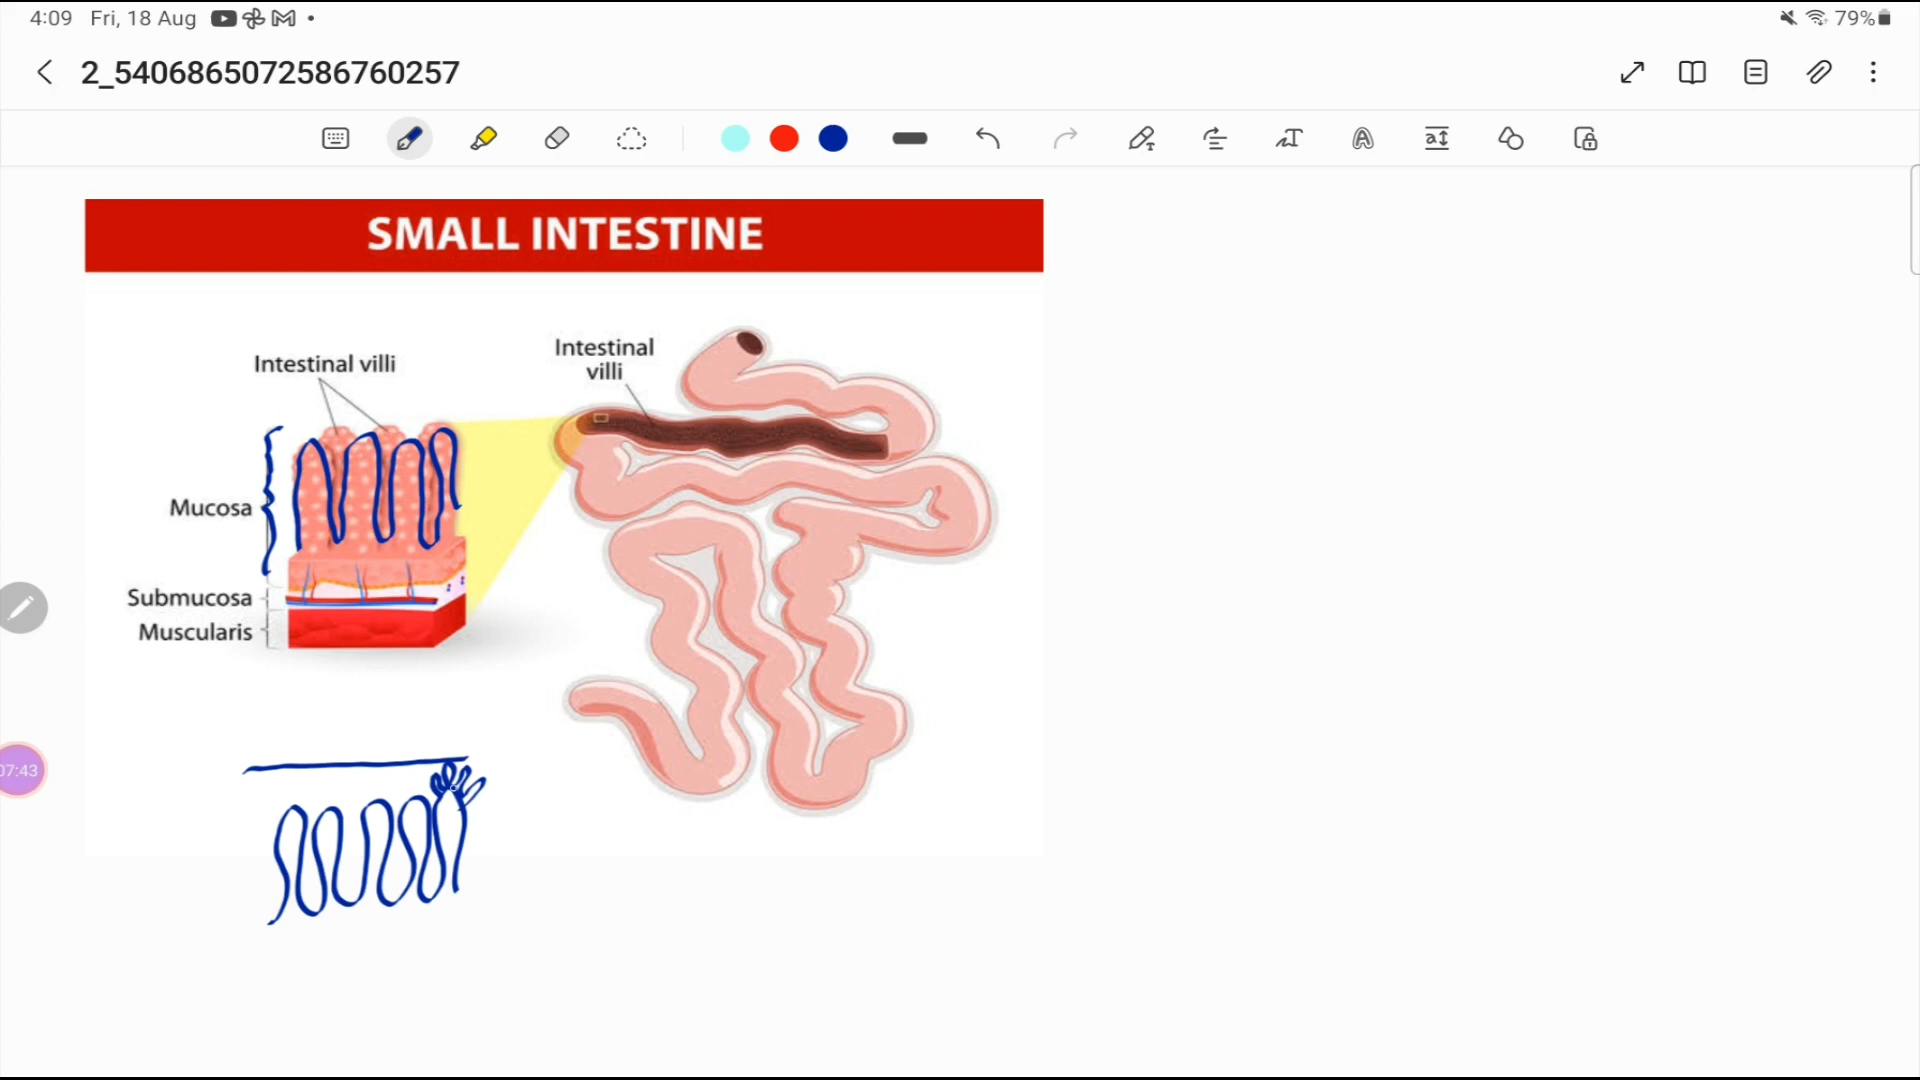 4:09 Fri, 18 Aug
79%
2_5406865072586760257
SMALL INTESTINE
Intestinal villi
Intestinal
villi
Mucosa
Submucosa
Muscularis
07:43